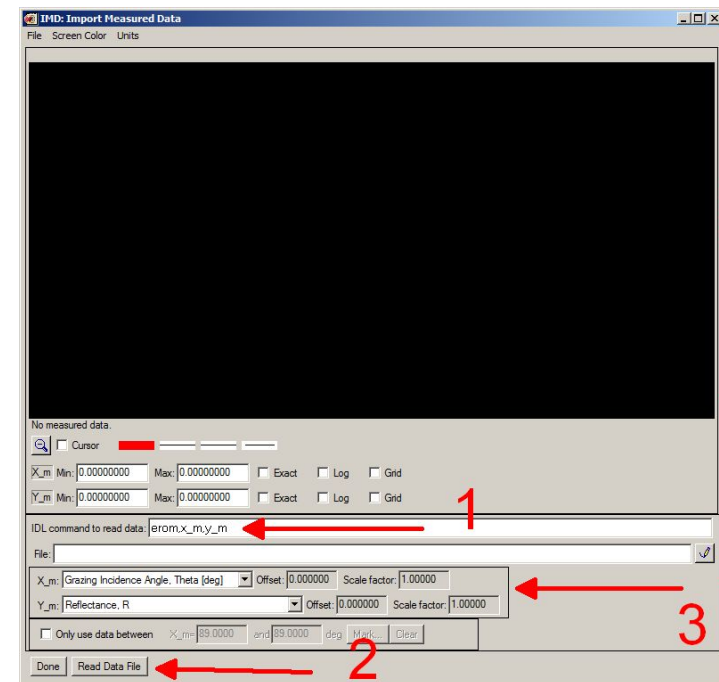 IMD: Import Measured Data
File Screen Color Units
No measured data.
Cursor
X_m Min: 0.00000000 Max: 0.00000000 Exact Log Grid
Y_m Min: 0.00000000 Max: 0.00000000 Exact Log Grid
1
IDL command to read data: erom,x_m,y_m
File:
X_m: Grazing Incidence Angle, Theta [deg] Offset: 0.000000 Scale factor: 1.00000
Y_m: Reflectance, R Offset: 0.000000 Scale factor: 1.00000
3
Only use data between X_m= 89.0000 and 89.0000 deg Mark... Clear
2
Done Read Data File